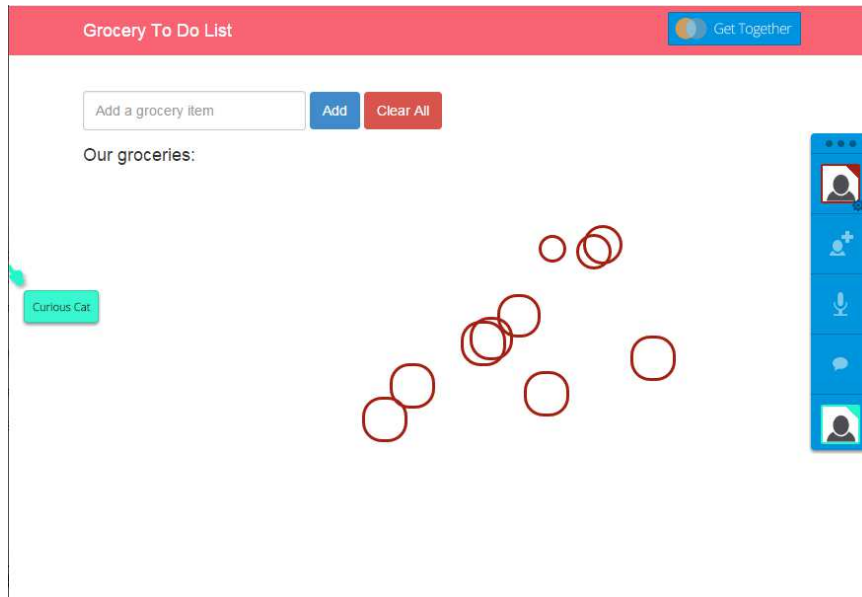 Grocery To Do List
Get Together
Add a grocery item
Add
Clear All
Our groceries:
Curious Cat